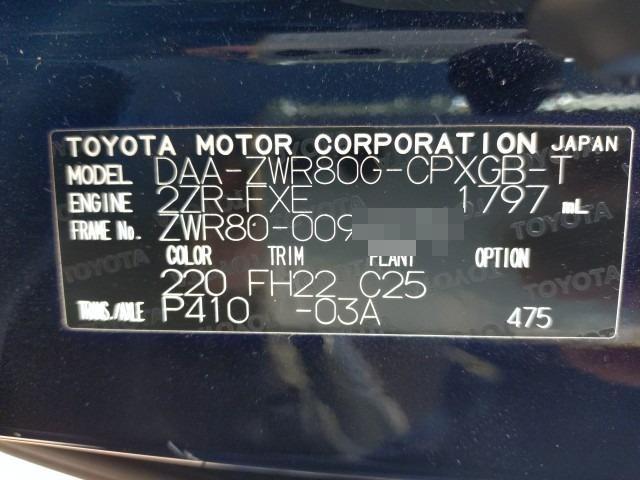 TOYOTA MOTOR CORPORATION JAPAN
MODEL DAA-ZWR80G-CPXGB-T
ENGINE 2ZR-FXE 1797 mL
FRAME No. ZWR80-009
COLOR TRIM PLANT OPTION
220 FH22 C25
TRANS./AXLE P410 -03A 475